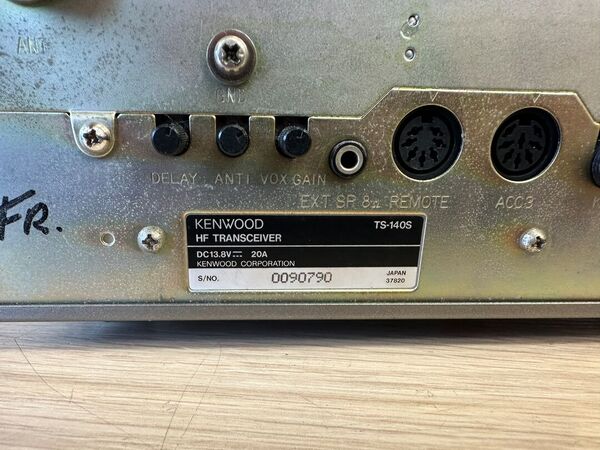 ANT
GND
DELAY ANTI VOX GAIN
EXT SP 8Ω REMOTE ACC3
FR.
KENWOOD TS-140S
HF TRANSCEIVER
DC13.8V⎓ 20A
KENWOOD CORPORATION
S/NO. 0090790 JAPAN
37820